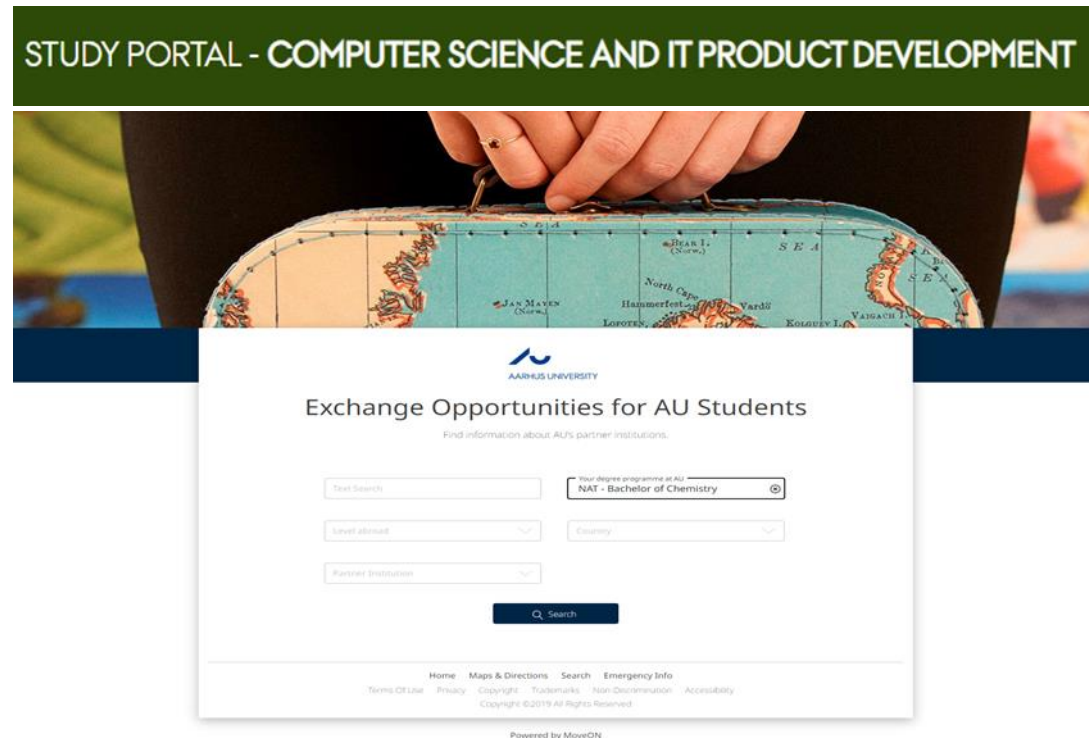 STUDY PORTAL - COMPUTER SCIENCE AND IT PRODUCT DEVELOPMENT
S E A
BEAR I.
(Norw.)
S E A
North Cape
JAN MAYEN
(Norw.)
Hammerfest
Vardö
LOFOTEN
KOLGUEV I.
VAIGACH I.
S E
AARHUS UNIVERSITY
Exchange Opportunities for AU Students
Find information about AU's partner institutions.
Text Search
Your degree programme at AU
NAT - Bachelor of Chemistry
Level abroad
Country
Partner Institution
Search
Home Maps & Directions Search Emergency Info
Terms Of Use Privacy Copyright Trademarks Non-Discrimination Accessibility
Copyright ©2019 All Rights Reserved
Powered by MoveON